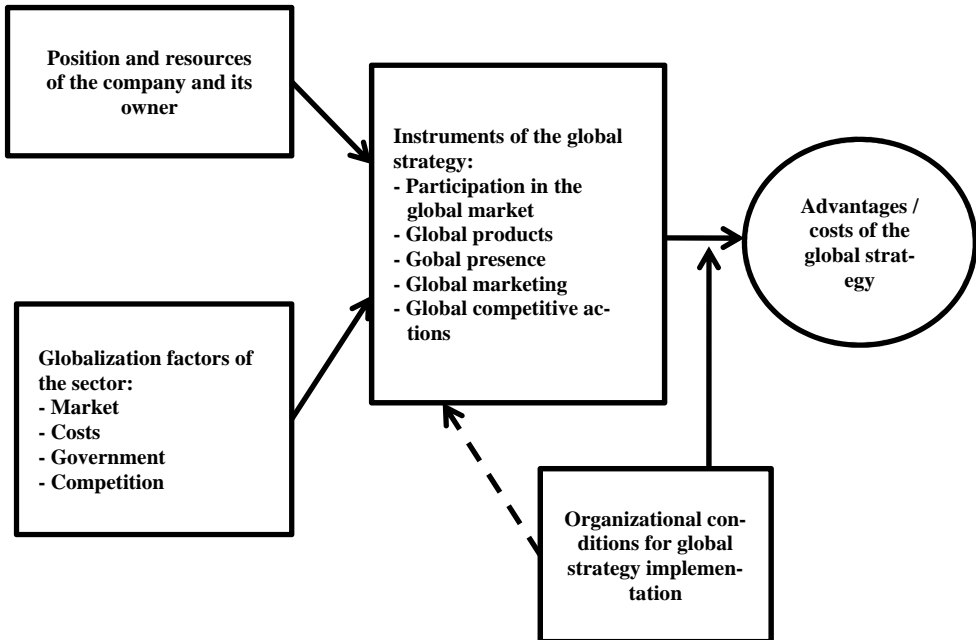 Position and resources
of the company and its
owner
Instruments of the global
strategy:
- Participation in the
global market
- Global products
- Gobal presence
- Global marketing
- Global competitive ac-
tions
Advantages /
costs of the
global strat-
egy
Globalization factors of
the sector:
- Market
- Costs
- Government
- Competition
Organizational con-
ditions for global
strategy implemen-
tation